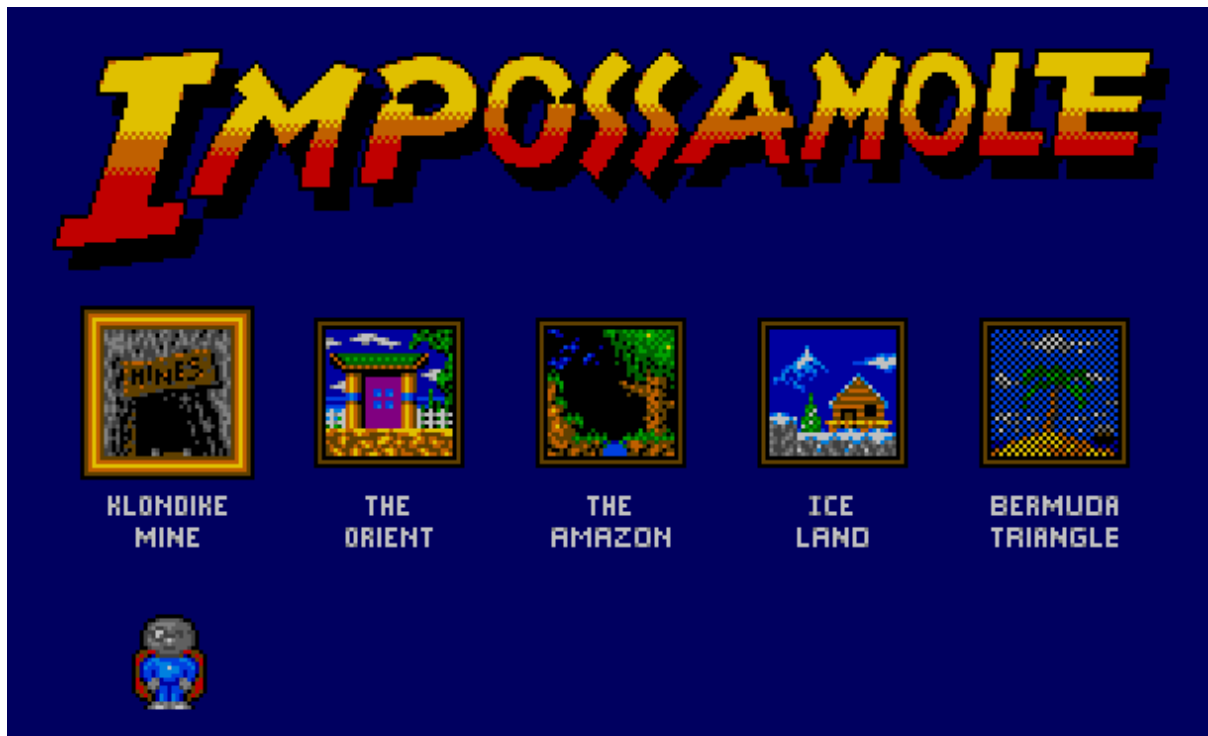 IMPOSSAMOLE
MINES
KLONDIKE
MINE
THE
ORIENT
THE
AMAZON
ICE
LAND
BERMUDA
TRIANGLE